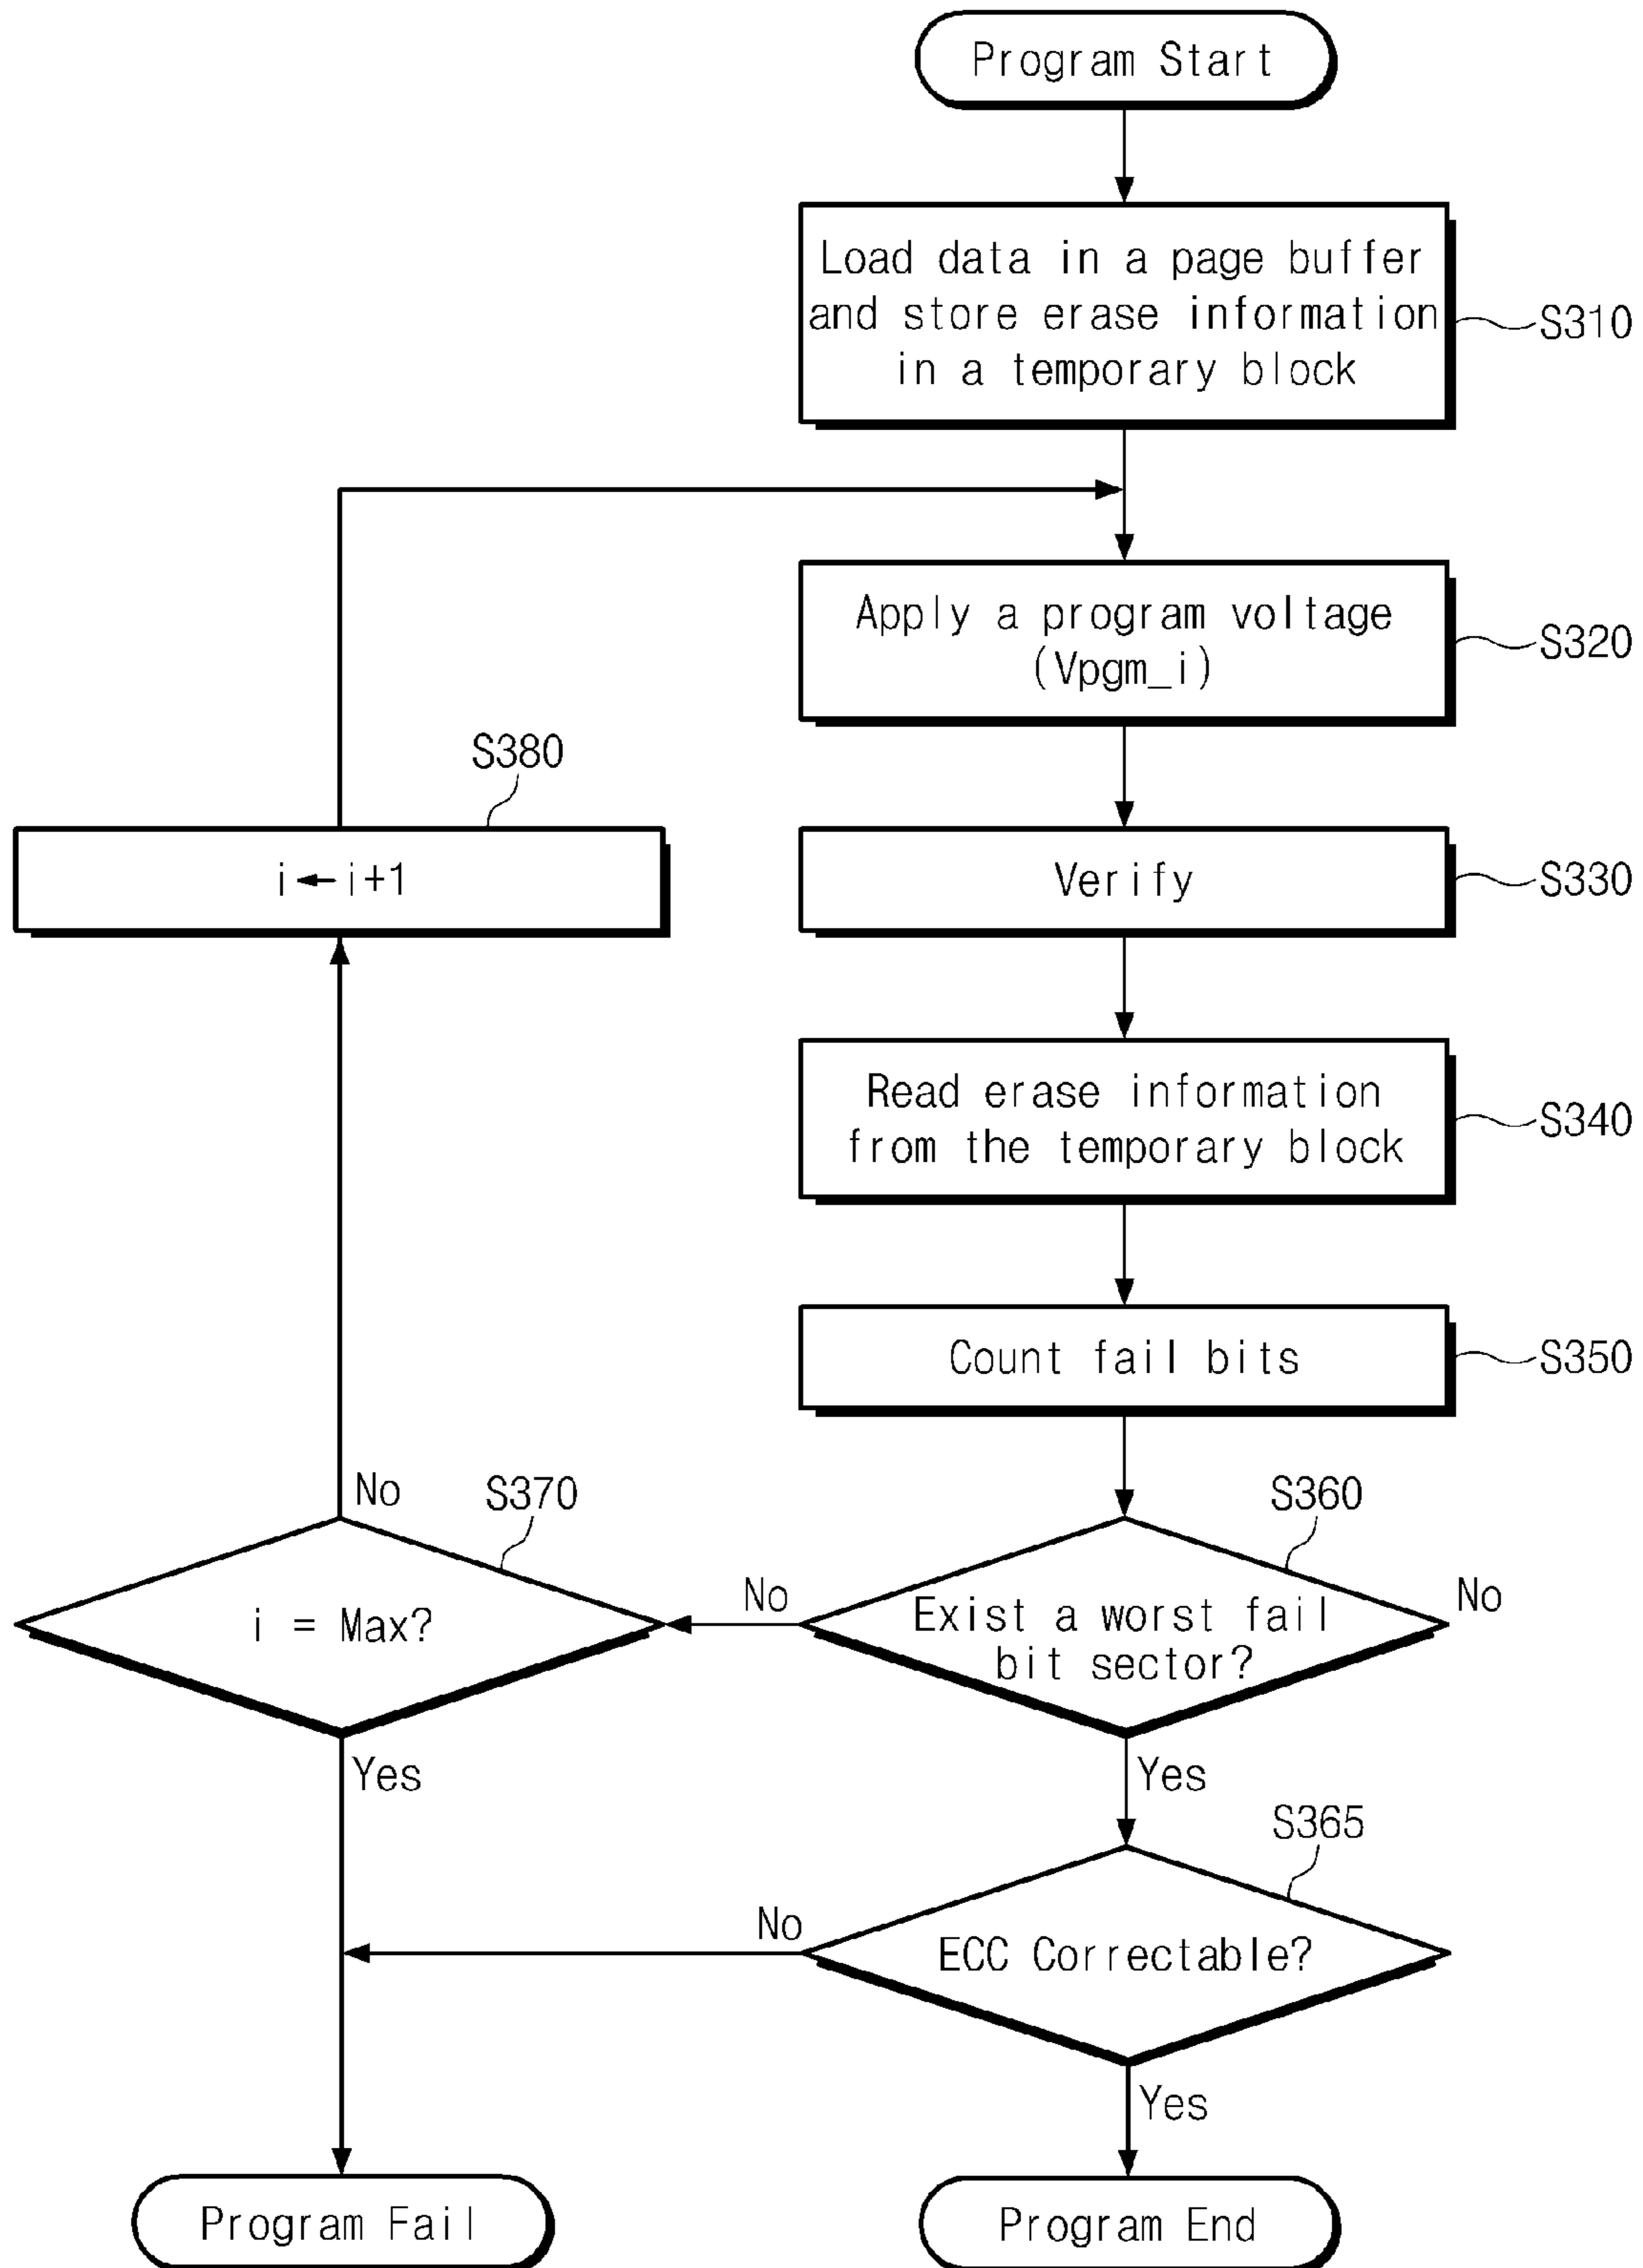 Program Start
Load data in a page buffer
and store erase information
in a temporary block
S310
Apply a program voltage
(Vpgm_i)
S320
S380
i←i+1
Verify
S330
Read erase information
from the temporary block
S340
Count fail bits
S350
No
S370
S360
i = Max?
No
Exist a worst fail
bit sector?
No
Yes
Yes
S365
No
ECC Correctable?
Yes
Program Fail
Program End